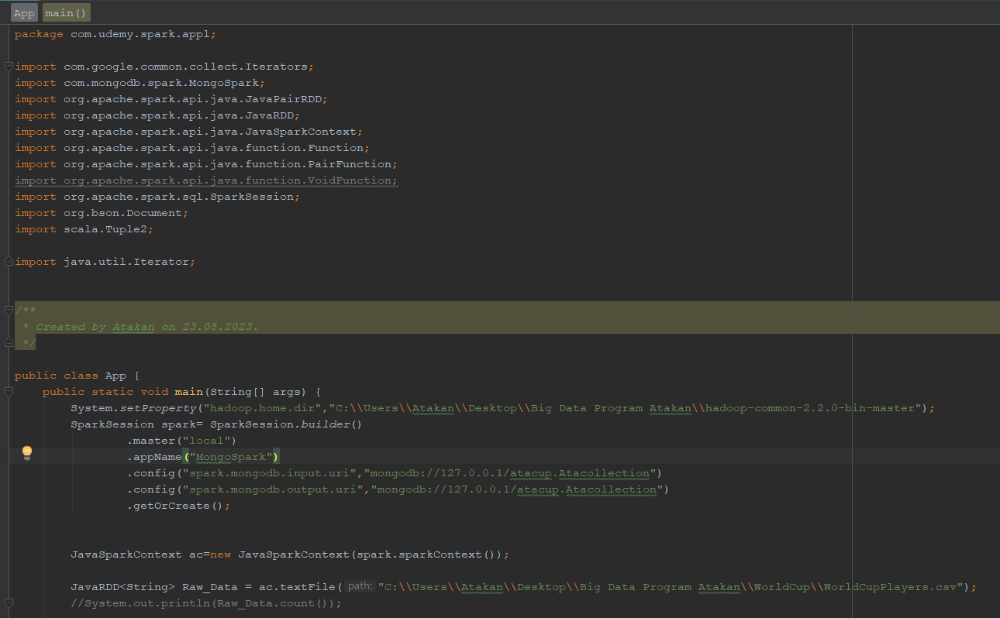 App main()
package com.udemy.spark.appl;
import com.google.common.collect.Iterators;
import com.mongodb.spark.MongoSpark;
import org.apache.spark.api.java.JavaPairRDD;
import org.apache.spark.api.java.JavaRDD;
import org.apache.spark.api.java.JavaSparkContext;
import org.apache.spark.api.java.function.Function;
import org.apache.spark.api.java.function.PairFunction;
import org.apache.spark.api.java.function.VoidFunction;
import org.apache.spark.sql.SparkSession;
import org.bson.Document;
import scala.Tuple2;
import java.util.Iterator;
/**
* Created by Atakan on 23.05.2023.
*/
public class App {
public static void main(String[] args) {
System.setProperty("hadoop.home.dir","C:\\Users\\Atakan\\Desktop\\Big Data Program Atakan\\hadoop-common-2.2.0-bin-master");
SparkSession spark= SparkSession.builder()
.master("local")
.appName("MongoSpark")
.config("spark.mongodb.input.uri","mongodb://127.0.0.1/atacup.Atacollection")
.config("spark.mongodb.output.uri","mongodb://127.0.0.1/atacup.Atacollection")
.getOrCreate();
JavaSparkContext ac=new JavaSparkContext(spark.sparkContext());
JavaRDD<String> Raw_Data = ac.textFile( path: "C:\\Users\\Atakan\\Desktop\\Big Data Program Atakan\\WorldCup\\WorldCupPlayers.csv");
//System.out.println(Raw_Data.count());